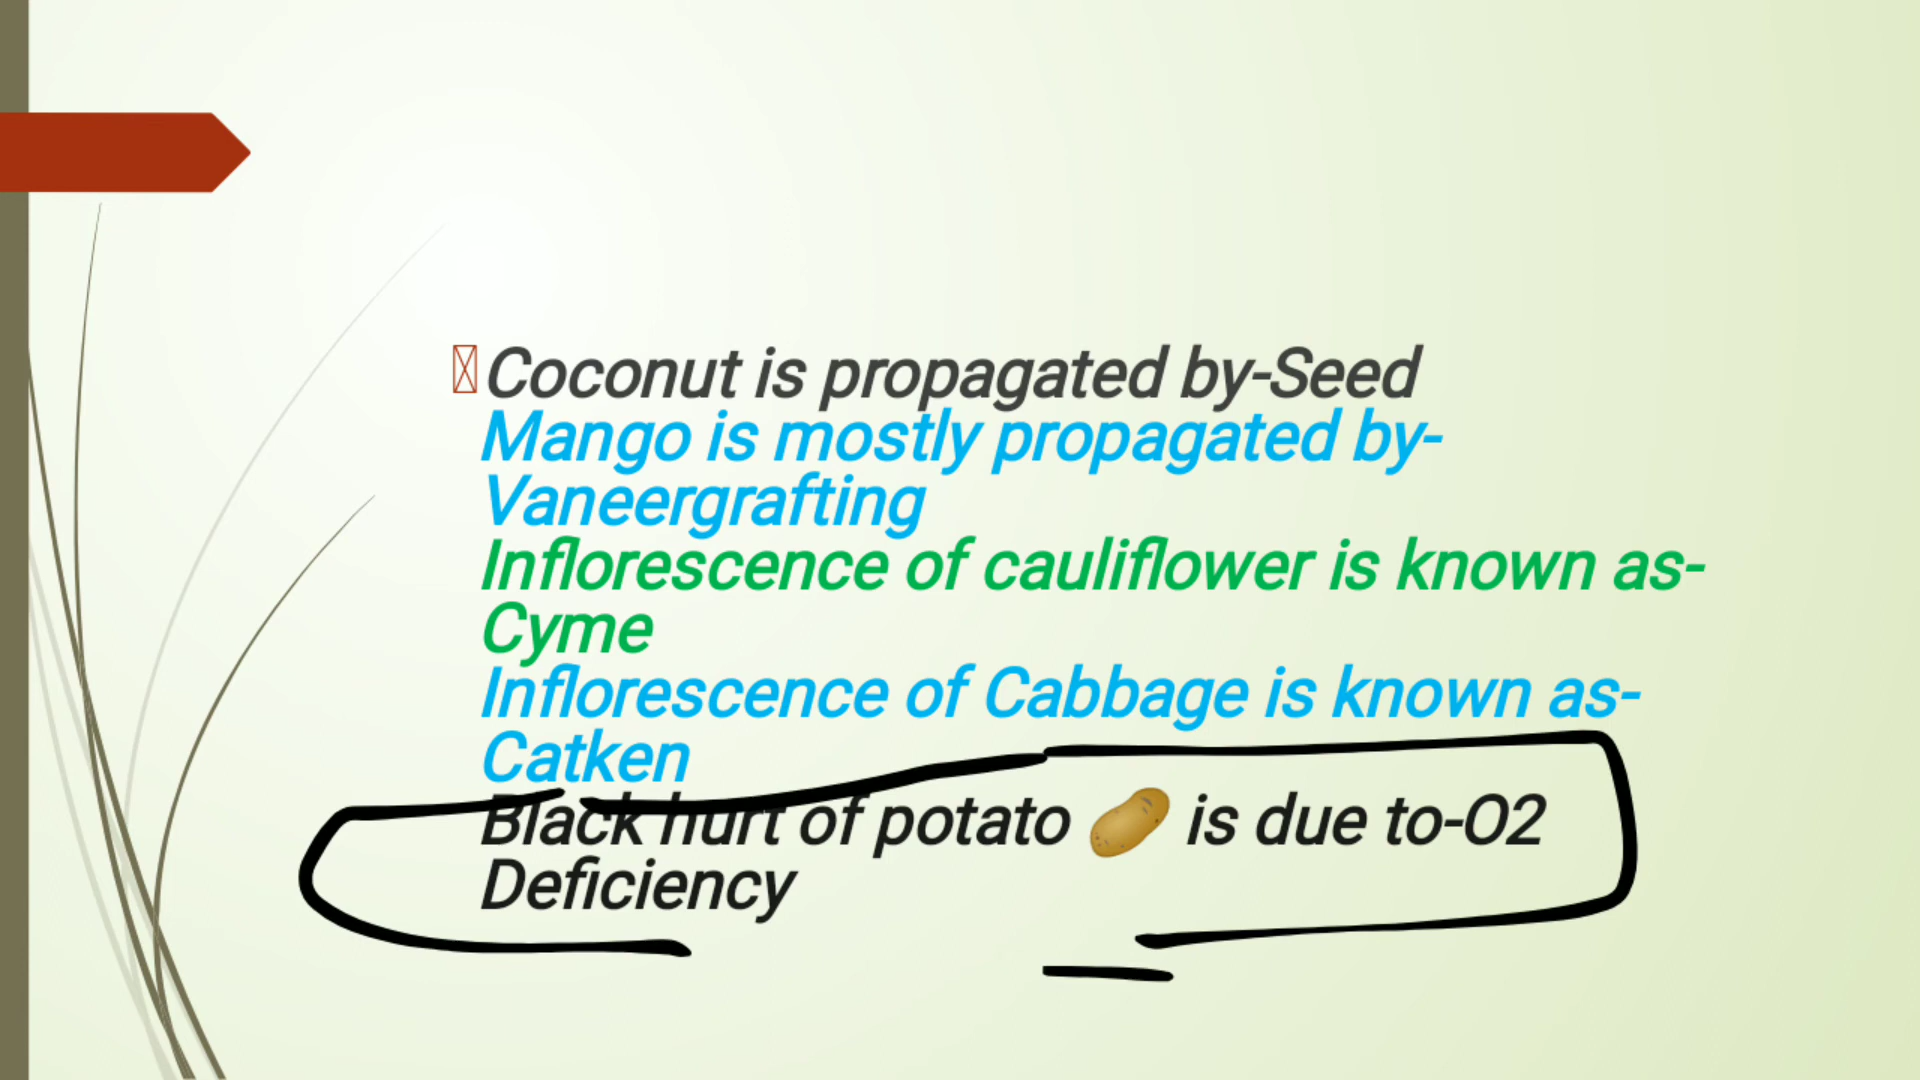 Coconut is propagated by-Seed
Mango is mostly propagated by-
Vaneergrafting
Inflorescence of cauliflower is known as-
Cyme
Inflorescence of Cabbage is known as-
Catken
Black hurt of potato 🥔 is due to-O2
Deficiency